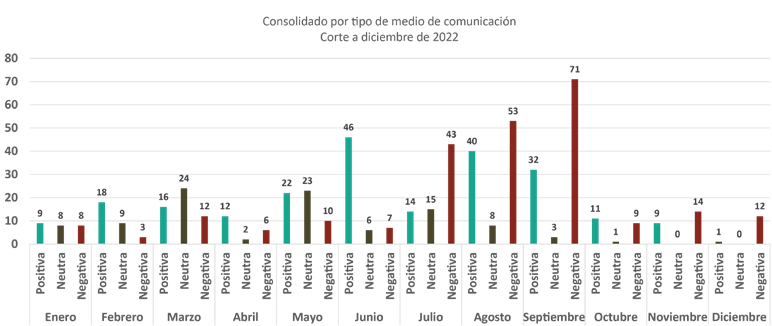 Consolidado por tipo de medio de comunicación
Corte a diciembre de 2022
80
70
60
50
40
30
20
10
0
9 8 8 18 9 3 16 24 12 12 2 6 22 23 10 46 6 7 14 15 43 40 8 53 32 3 71 11 1 9 9 0 14 1 0 12
Positiva Neutra Negativa Positiva Neutra Negativa Positiva Neutra Negativa Positiva Neutra Negativa Positiva Neutra Negativa Positiva Neutra Negativa Positiva Neutra Negativa Positiva Neutra Negativa Positiva Neutra Negativa Positiva Neutra Negativa Positiva Neutra Negativa Positiva Neutra Negativa
Enero Febrero Marzo Abril Mayo Junio Julio Agosto Septiembre Octubre Noviembre Diciembre